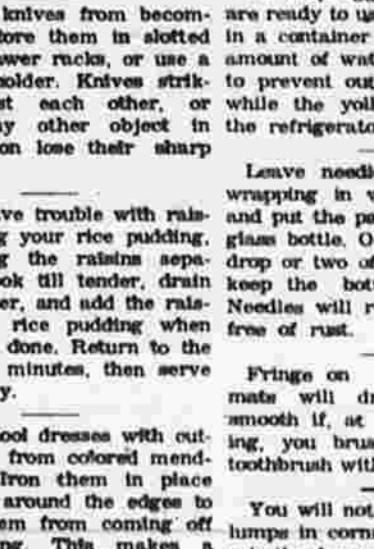 knives from becom-
tore them in slotted
wer racks, or use a
holder. Knives strik-
st each other, or
y other object in
on lose their sharp
ve trouble with rais-
g your rice pudding,
g the raisins sepa-
ok till tender, drain
er, and add the rais-
rice pudding when
done. Return to the
minutes, then serve
y.
ool dresses with cut-
from colored mend-
Iron them in place
around the edges to
em from coming off
ng. This makes a
are ready to us
in a container
amount of wat
to prevent out
while the yol
the refrigerato
Leave needl
wrapping in w
and put the pa
glass bottle. O
drop or two of
keep the bott
Needles will r
free of rust.
Fringe on
mats will dr
smooth if, at
ing, you brus
toothbrush wit
You will not
lumps in corn